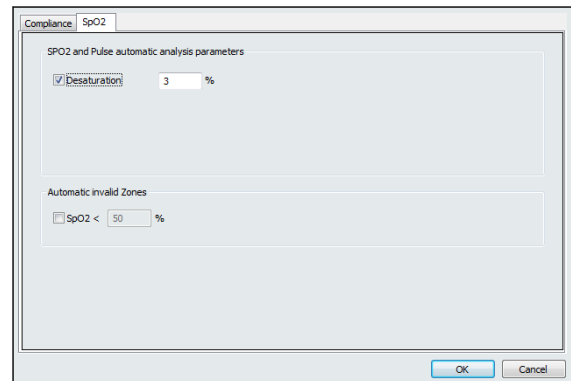 Compliance SpO2
SPO2 and Pulse automatic analysis parameters
Desaturation 3 %
Automatic invalid Zones
SpO2 < 50 %
OK Cancel